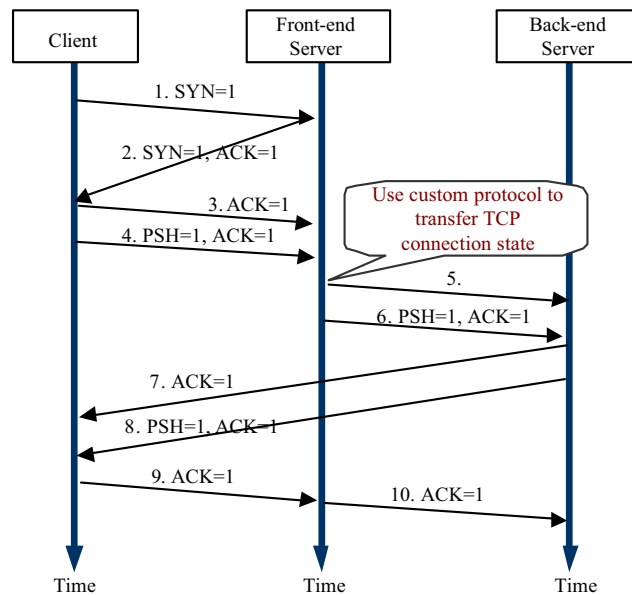 Client
Front-end
Server
Back-end
Server
1. SYN=1
2. SYN=1, ACK=1
3. ACK=1
4. PSH=1, ACK=1
Use custom protocol to
transfer TCP
connection state
5.
6. PSH=1, ACK=1
7. ACK=1
8. PSH=1, ACK=1
9. ACK=1
10. ACK=1
Time
Time
Time